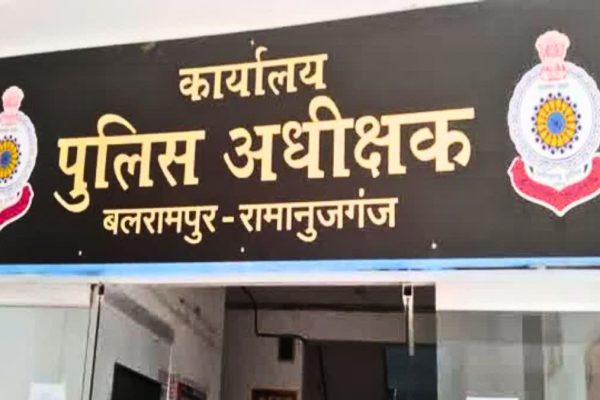 कार्यालय
पुलिस अधीक्षक
बलरामपुर - रामानुजगंज